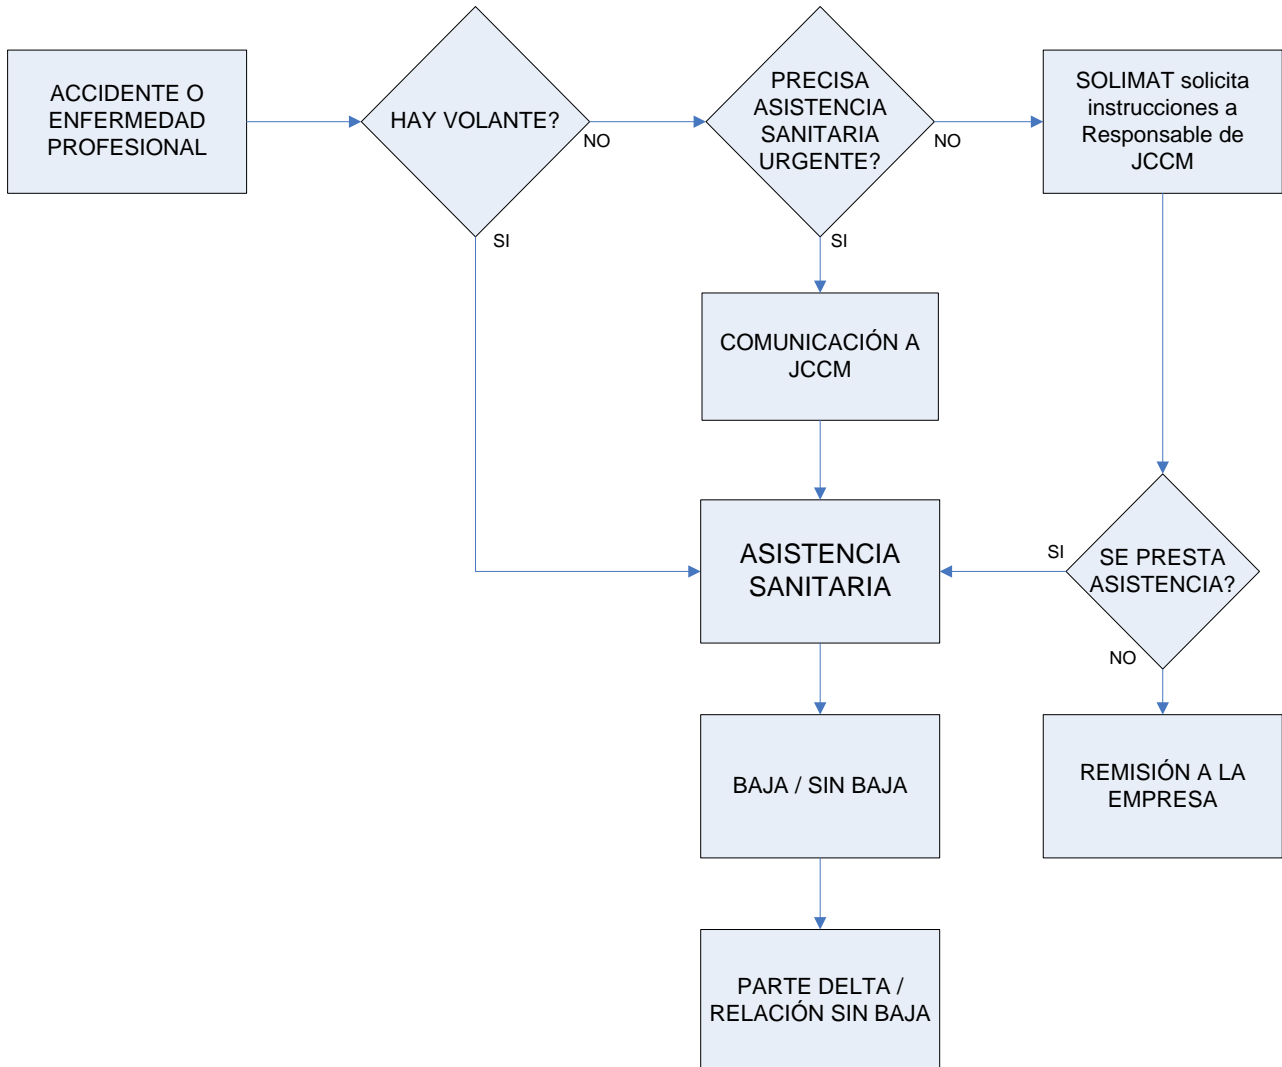 ACCIDENTE O
ENFERMEDAD
PROFESIONAL
HAY VOLANTE?
NO
SI
PRECISA
ASISTENCIA
SANITARIA
URGENTE?
NO
SI
SOLIMAT solicita
instrucciones a
Responsable de
JCCM
COMUNICACIÓN A
JCCM
ASISTENCIA
SANITARIA
SI
SE PRESTA
ASISTENCIA?
NO
BAJA / SIN BAJA
REMISIÓN A LA
EMPRESA
PARTE DELTA /
RELACIÓN SIN BAJA